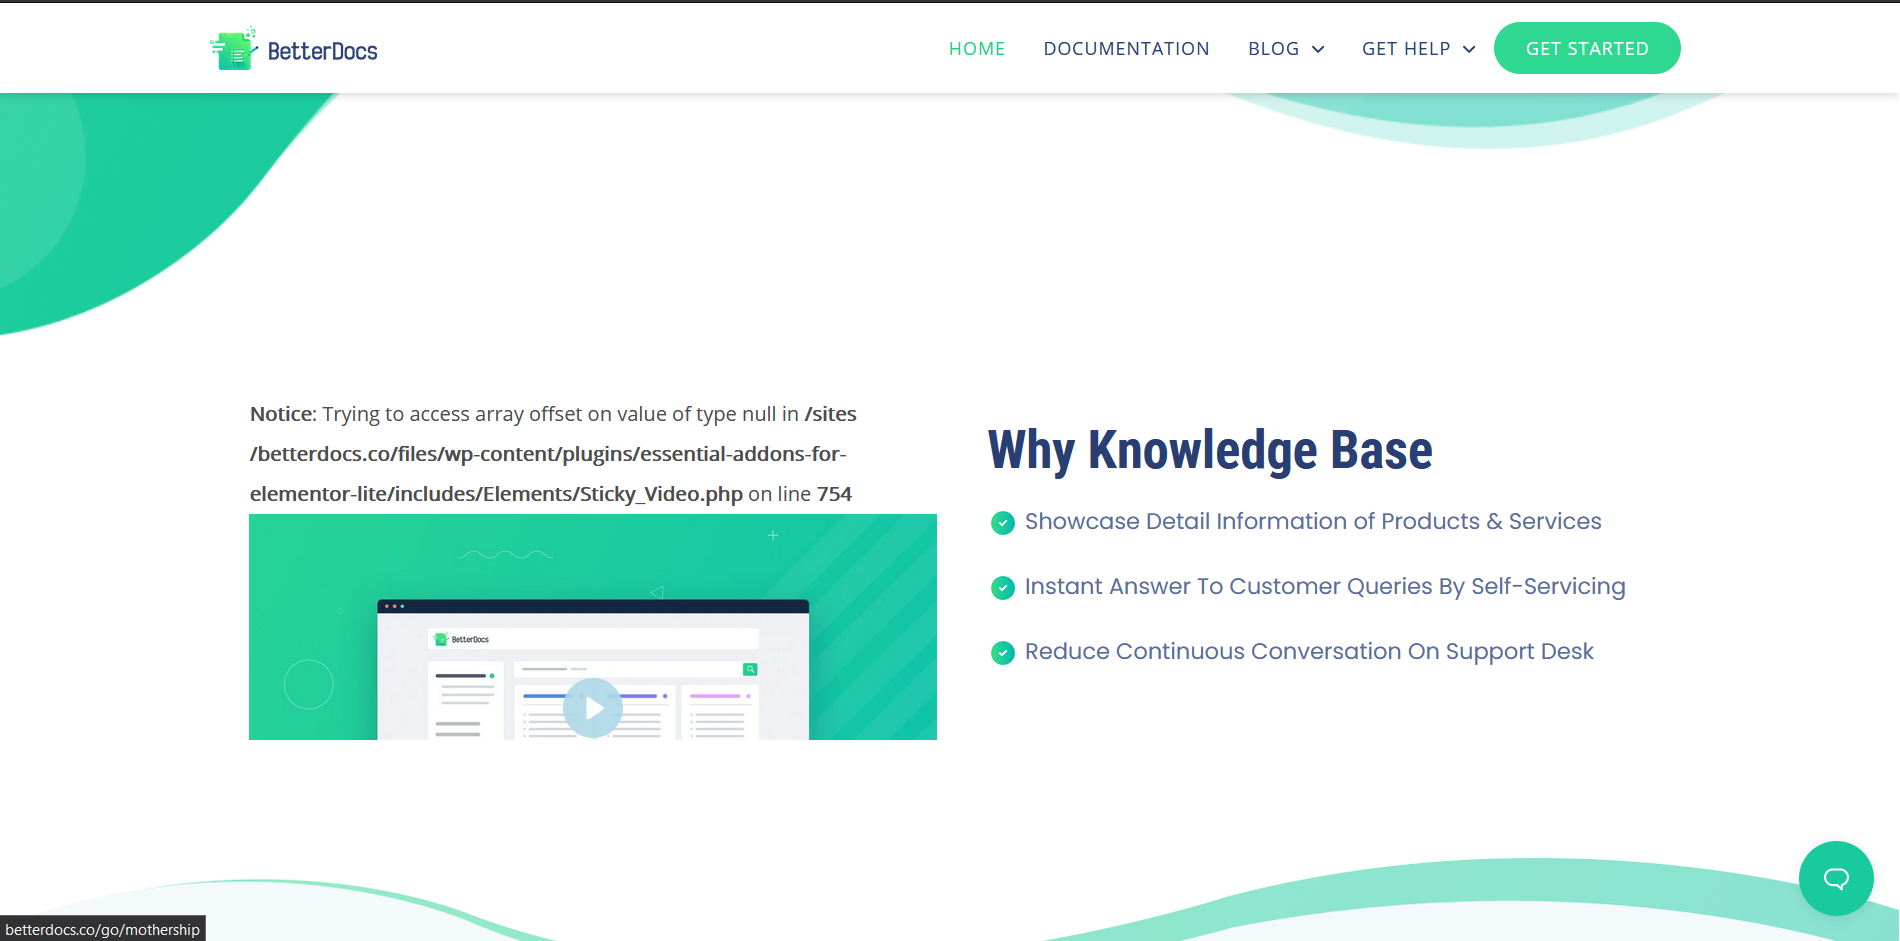 BetterDocs
HOME
DOCUMENTATION
BLOG
GET HELP
GET STARTED
Notice: Trying to access array offset on value of type null in /sites
/betterdocs.co/files/wp-content/plugins/essential-addons-for-
elementor-lite/includes/Elements/Sticky_Video.php on line 754
BetterDocs
Why Knowledge Base
Showcase Detail Information of Products & Services
Instant Answer To Customer Queries By Self-Servicing
Reduce Continuous Conversation On Support Desk
betterdocs.co/go/mothership